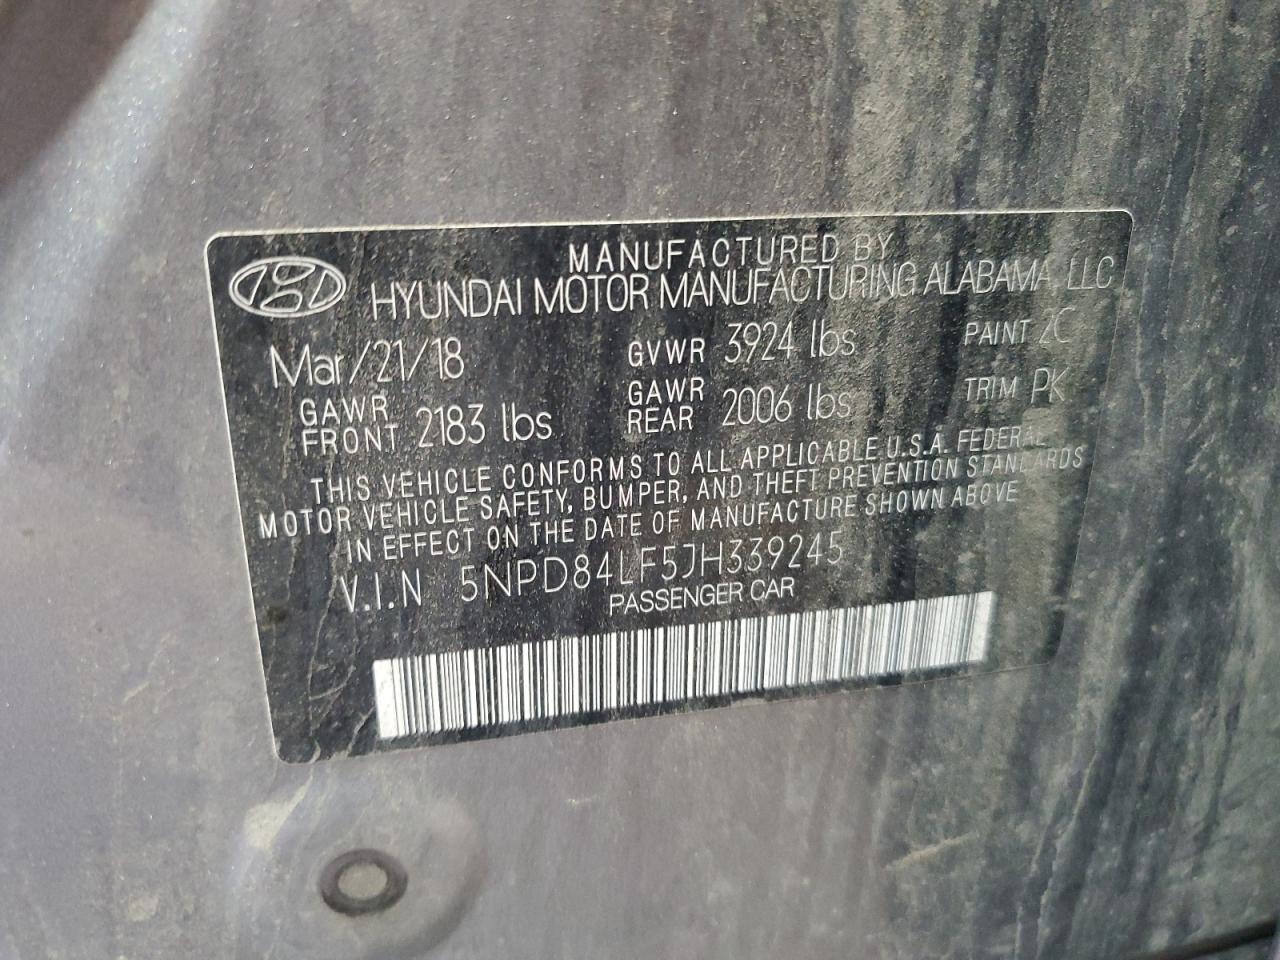 MANUFACTURED BY
HYUNDAI MOTOR MANUFACTURING ALABAMA, LLC
Mar/21/18 GVWR 3924 lbs PAINT ZC
GAWR FRONT 2183 lbs GAWR REAR 2006 lbs TRIM PK
THIS VEHICLE CONFORMS TO ALL APPLICABLE U.S.A. FEDERAL
MOTOR VEHICLE SAFETY, BUMPER, AND THEFT PREVENTION STANDARDS
IN EFFECT ON THE DATE OF MANUFACTURE SHOWN ABOVE
V.I.N 5NPD84LF5JH339245
PASSENGER CAR